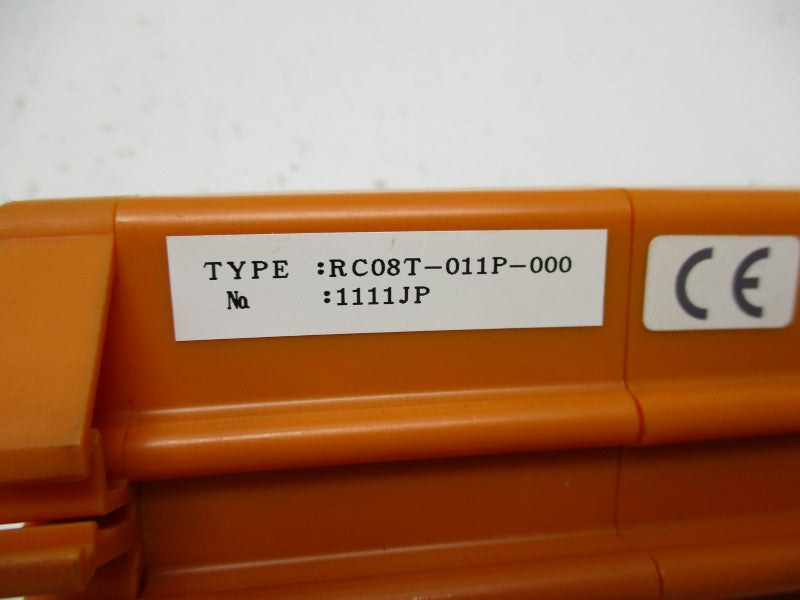 TYPE :RC08T-011P-000
№ :1111JP
CE